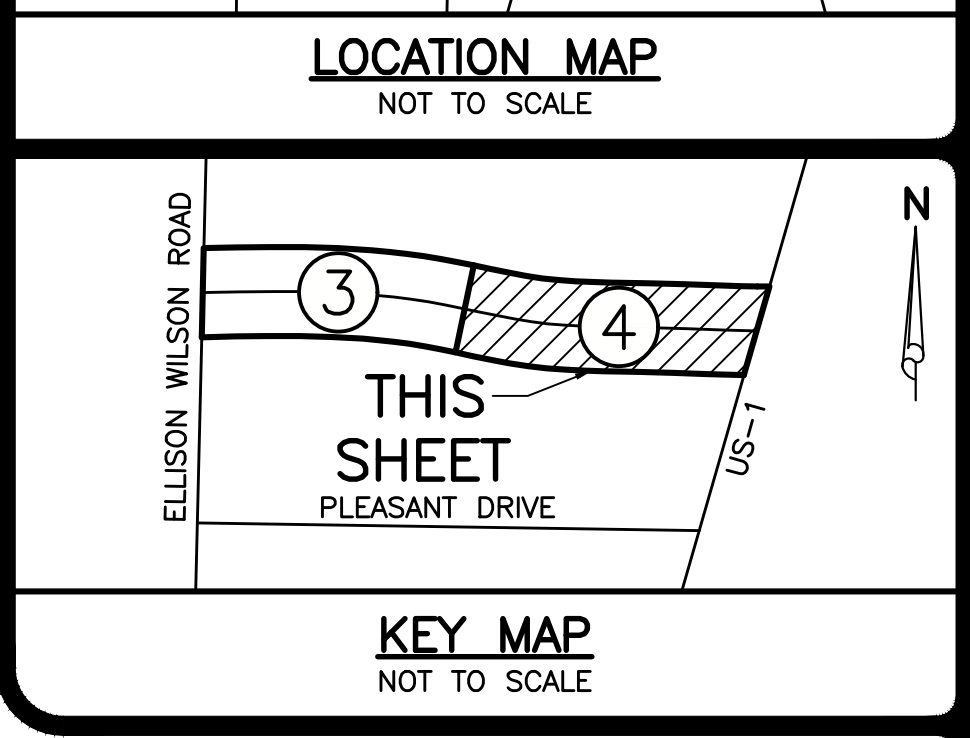 LOCATION MAP
NOT TO SCALE
ELLISON WILSON ROAD
N
3
4
THIS
SHEET
US-1
PLEASANT DRIVE
KEY MAP
NOT TO SCALE